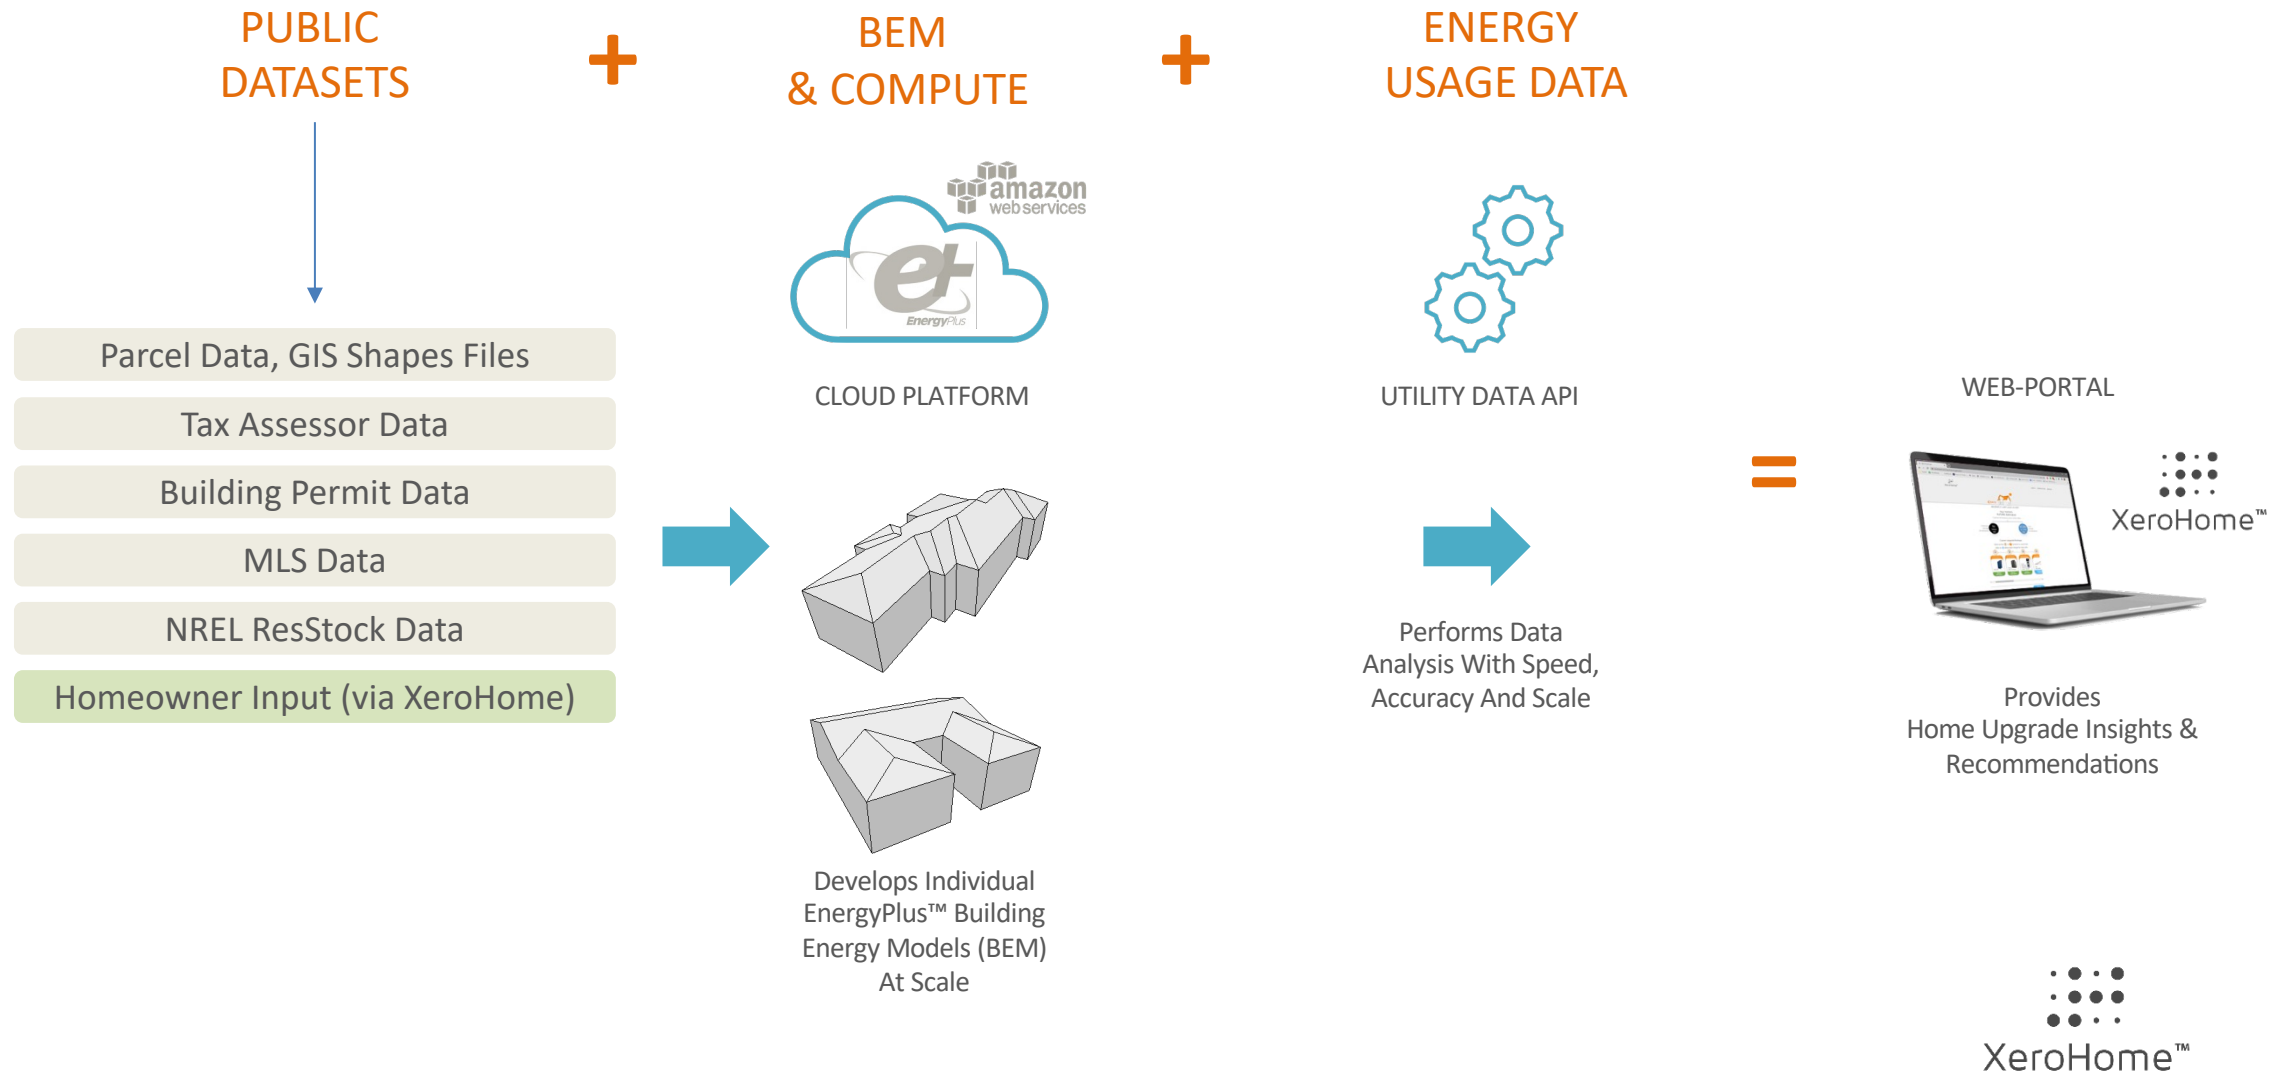 PUBLIC
DATASETS
+
BEM
& COMPUTE
+
ENERGY
USAGE DATA
Parcel Data, GIS Shapes Files
Tax Assessor Data
Building Permit Data
MLS Data
NREL ResStock Data
Homeowner Input (via XeroHome)
amazon
webservices
e+
EnergyPlus
CLOUD PLATFORM
Develops Individual
EnergyPlus™ Building
Energy Models (BEM)
At Scale
UTILITY DATA API
Performs Data
Analysis With Speed,
Accuracy And Scale
=
WEB-PORTAL
XeroHome™
Provides
Home Upgrade Insights &
Recommendations
XeroHome™